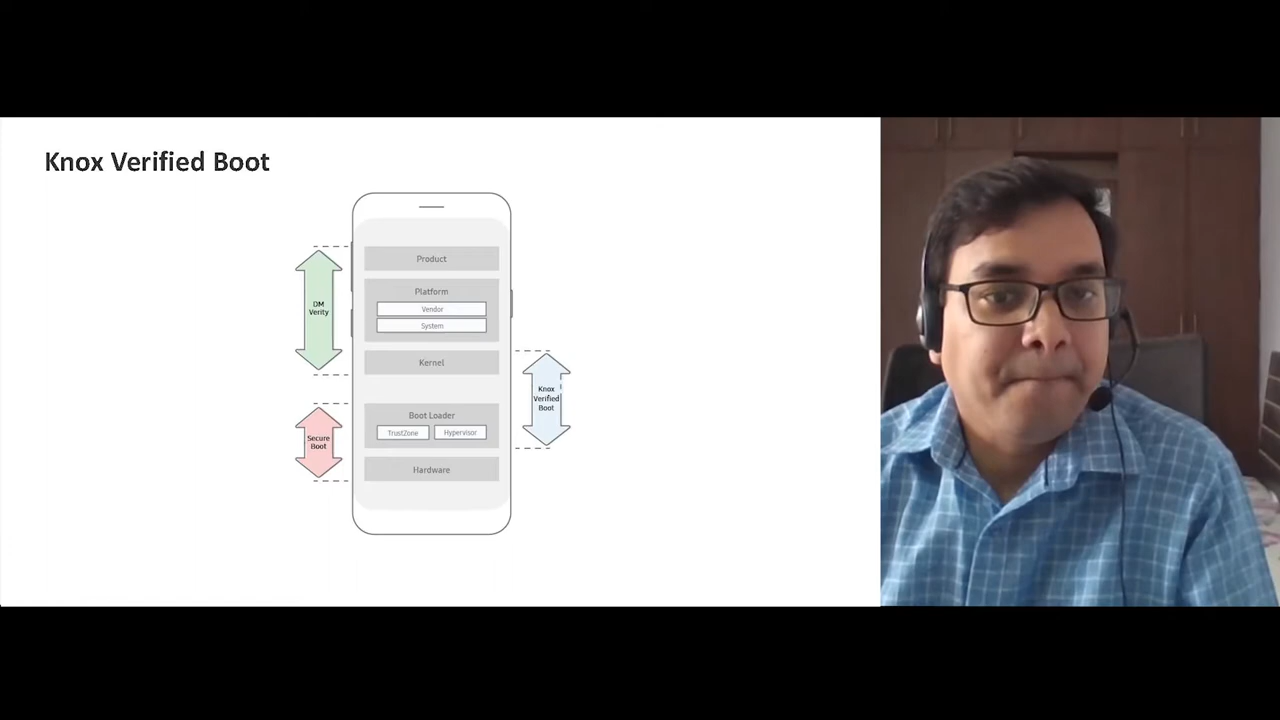 Knox Verified Boot
Product
Platform
Vendor
System
Kernel
Boot Loader
TrustZone
Hypervisor
Hardware
DM
Verity
Secure
Boot
Knox
Verified
Boot